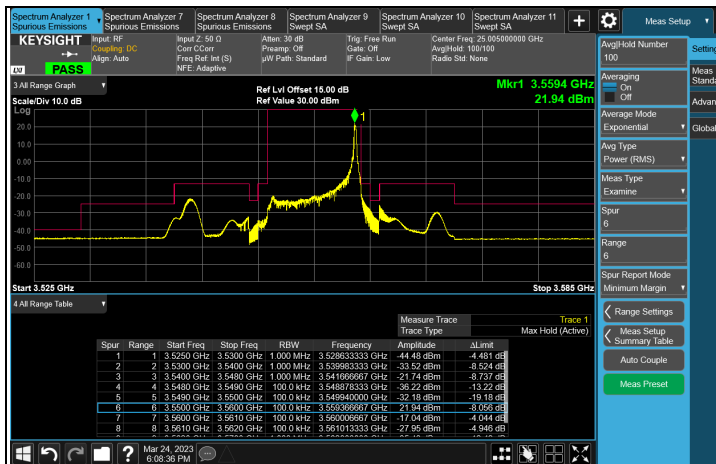 Spectrum Analyzer 1
Spurious Emissions
Spectrum Analyzer 7
Spurious Emissions
Spectrum Analyzer 8
Spurious Emissions
Spectrum Analyzer 9
Swept SA
Spectrum Analyzer 10
Swept SA
Spectrum Analyzer 11
Swept SA
Meas Setup
KEYSIGHT
LXI
PASS
Input: RF
Coupling: DC
Align: Auto
Input Z: 50 Ω
Corr CCorr
Freq Ref: Int (S)
NFE: Adaptive
Atten: 30 dB
Preamp: Off
µW Path: Standard
Trig: Free Run
Gate: Off
IF Gain: Low
Center Freq: 25.005000000 GHz
Avg|Hold: 100/100
Radio Std: None
3 All Range Graph
Scale/Div 10.0 dB
Ref Lvl Offset 15.00 dB
Ref Value 30.00 dBm
Mkr1 3.5594 GHz
21.94 dBm
Log
20.0
10.0
0.00
-10.0
-20.0
-30.0
-40.0
-50.0
-60.0
1
Start 3.525 GHz
Stop 3.585 GHz
4 All Range Table
Measure Trace Trace 1
Trace Type Max Hold (Active)
Spur Range Start Freq Stop Freq RBW Frequency Amplitude ΔLimit
1 1 3.5250 GHz 3.5300 GHz 1.000 MHz 3.528633333 GHz -44.48 dBm -4.481 dB
2 2 3.5300 GHz 3.5400 GHz 1.000 MHz 3.539983333 GHz -33.52 dBm -8.524 dB
3 3 3.5400 GHz 3.5480 GHz 1.000 MHz 3.541666667 GHz -21.74 dBm -8.737 dB
4 4 3.5480 GHz 3.5490 GHz 100.0 kHz 3.548878333 GHz -36.22 dBm -13.22 dB
5 5 3.5490 GHz 3.5500 GHz 100.0 kHz 3.549940000 GHz -32.18 dBm -19.18 dB
6 6 3.5500 GHz 3.5600 GHz 100.0 kHz 3.559366667 GHz 21.94 dBm -8.056 dB
7 7 3.5600 GHz 3.5610 GHz 100.0 kHz 3.560006667 GHz -17.04 dBm -4.044 dB
8 8 3.5610 GHz 3.5620 GHz 100.0 kHz 3.561013333 GHz -27.95 dBm -4.946 dB
Mar 24, 2023
6:08:36 PM
Avg|Hold Number
100
Averaging
On
Off
Average Mode
Exponential
Avg Type
Power (RMS)
Meas Type
Examine
Spur
6
Range
6
Spur Report Mode
Minimum Margin
Range Settings
Meas Setup
Summary Table
Auto Couple
Meas Preset
Setting
Meas
Standa
Advan
Global